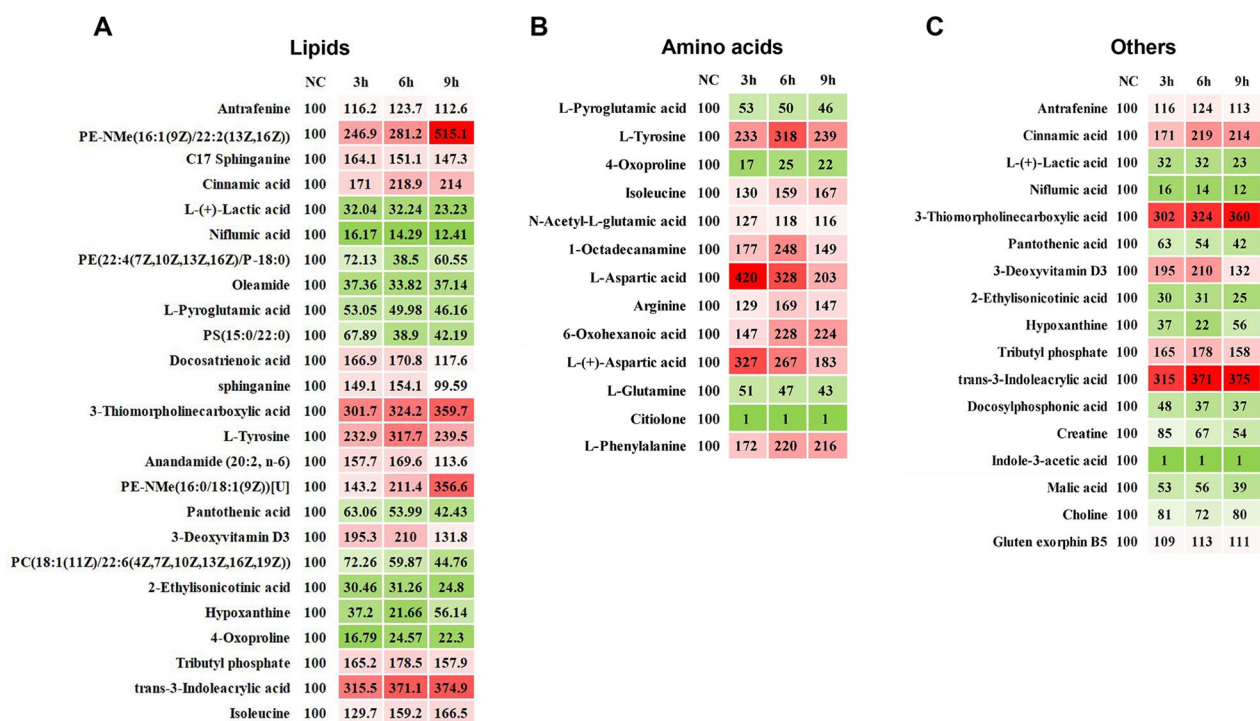 A
Lipids
NC 3h 6h 9h
Antrafenine 100 116.2 123.7 112.6
PE-NMe(16:1(9Z)/22:2(13Z,16Z)) 100 246.9 281.2 515.1
C17 Sphinganine 100 164.1 151.1 147.3
Cinnamic acid 100 171 218.9 214
L-(+)-Lactic acid 100 32.04 32.24 23.23
Niflumic acid 100 16.17 14.29 12.41
PE(22:4(7Z,10Z,13Z,16Z)/P-18:0) 100 72.13 38.5 60.55
Oleamide 100 37.36 33.82 37.14
L-Pyroglutamic acid 100 53.05 49.98 46.16
PS(15:0/22:0) 100 67.89 38.9 42.19
Docosatrienoic acid 100 166.9 170.8 117.6
sphinganine 100 149.1 154.1 99.59
3-Thiomorpholinecarboxylic acid 100 301.7 324.2 359.7
L-Tyrosine 100 232.9 317.7 239.5
Anandamide (20:2, n-6) 100 157.7 169.6 113.6
PE-NMe(16:0/18:1(9Z))[U] 100 143.2 211.4 356.6
Pantothenic acid 100 63.06 53.99 42.43
3-Deoxyvitamin D3 100 195.3 210 131.8
PC(18:1(11Z)/22:6(4Z,7Z,10Z,13Z,16Z,19Z)) 100 72.26 59.87 44.76
2-Ethylisonicotinic acid 100 30.46 31.26 24.8
Hypoxanthine 100 37.2 21.66 56.14
4-Oxoproline 100 16.79 24.57 22.3
Tributyl phosphate 100 165.2 178.5 157.9
trans-3-Indoleacrylic acid 100 315.5 371.1 374.9
Isoleucine 100 129.7 159.2 166.5
B
Amino acids
NC 3h 6h 9h
L-Pyroglutamic acid 100 53 50 46
L-Tyrosine 100 233 318 239
4-Oxoproline 100 17 25 22
Isoleucine 100 130 159 167
N-Acetyl-L-glutamic acid 100 127 118 116
1-Octadecanamine 100 177 248 149
L-Aspartic acid 100 420 328 203
Arginine 100 129 169 147
6-Oxohexanoic acid 100 147 228 224
L-(+)-Aspartic acid 100 327 267 183
L-Glutamine 100 51 47 43
Citiolone 100 1 1 1
L-Phenylalanine 100 172 220 216
C
Others
NC 3h 6h 9h
Antrafenine 100 116 124 113
Cinnamic acid 100 171 219 214
L-(+)-Lactic acid 100 32 32 23
Niflumic acid 100 16 14 12
3-Thiomorpholinecarboxylic acid 100 302 324 360
Pantothenic acid 100 63 54 42
3-Deoxyvitamin D3 100 195 210 132
2-Ethylisonicotinic acid 100 30 31 25
Hypoxanthine 100 37 22 56
Tributyl phosphate 100 165 178 158
trans-3-Indoleacrylic acid 100 315 371 375
Docosylphosphonic acid 100 48 37 37
Creatine 100 85 67 54
Indole-3-acetic acid 100 1 1 1
Malic acid 100 53 56 39
Choline 100 81 72 80
Gluten exorphin B5 100 109 113 111